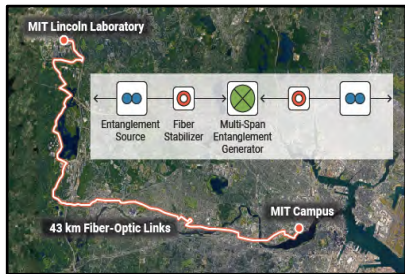 MIT Lincoln Laboratory
Entanglement
Source
Fiber
Stabilizer
Multi-Span
Entanglement
Generator
MIT Campus
43 km Fiber-Optic Links